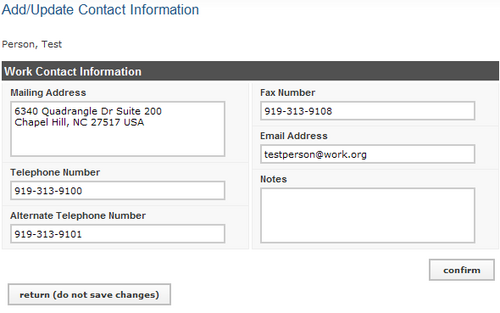 Add/Update Contact Information
Person, Test
Work Contact Information
Mailing Address
6340 Quadrangle Dr Suite 200
Chapel Hill, NC 27517 USA
Telephone Number
919-313-9100
Alternate Telephone Number
919-313-9101
Fax Number
919-313-9108
Email Address
testperson@work.org
Notes
confirm
return (do not save changes)